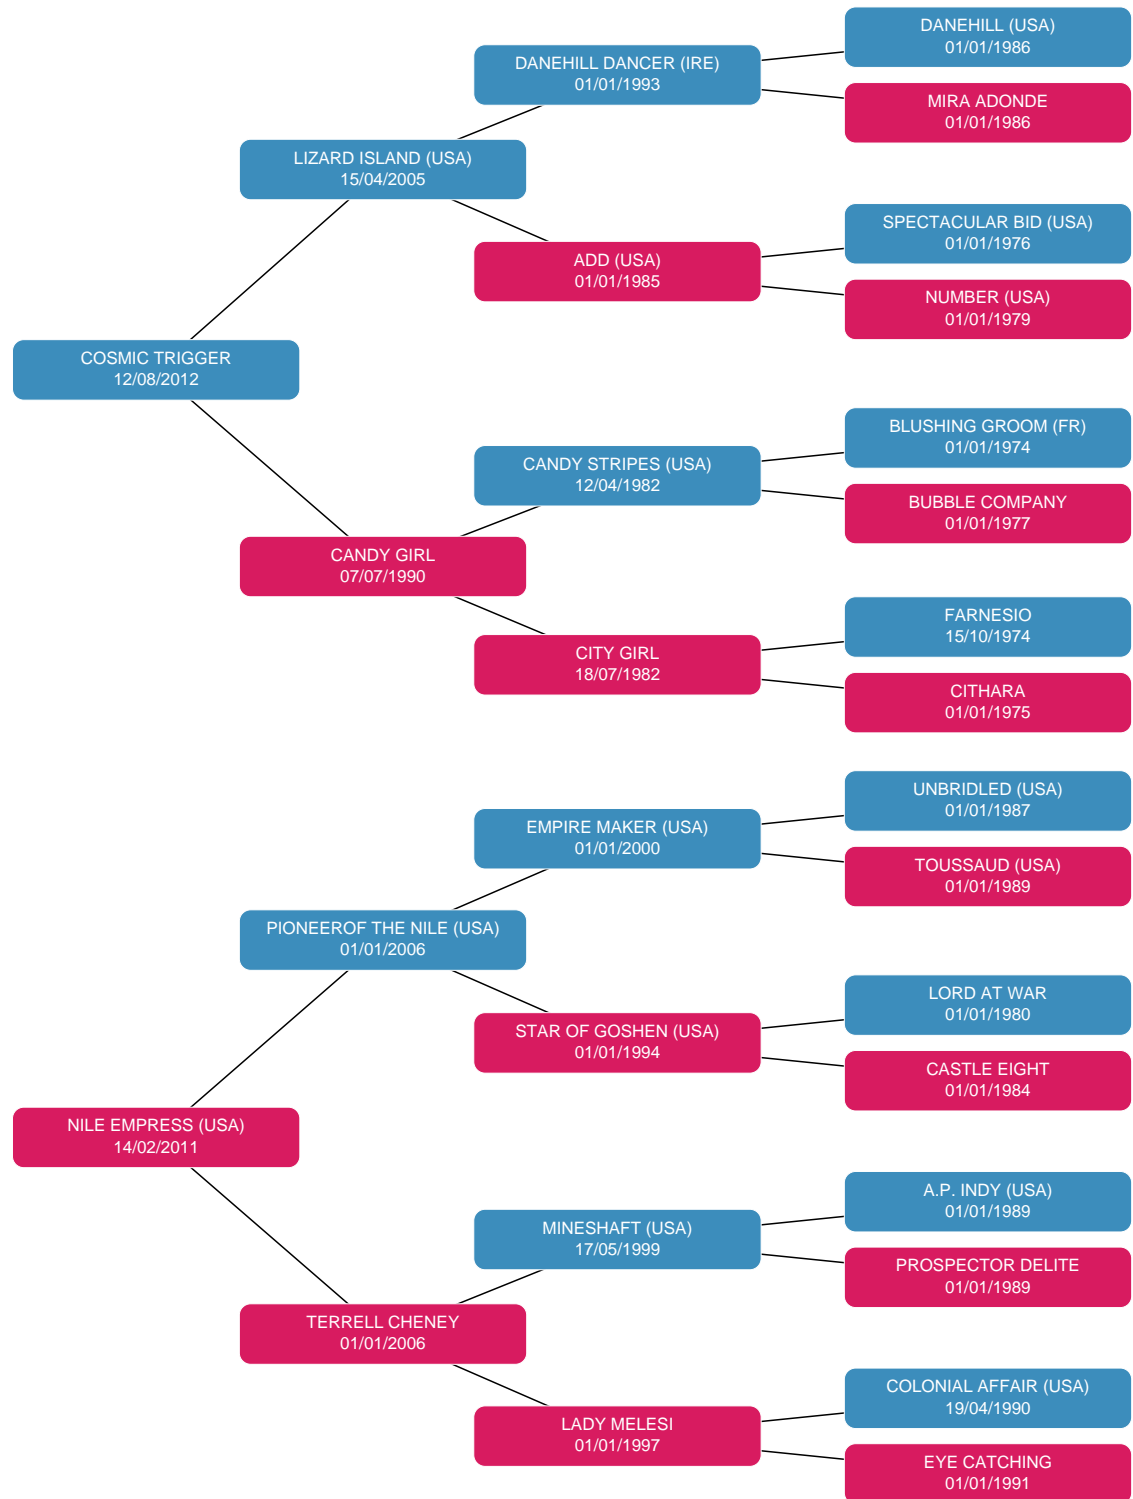 DANEHILL (USA)
01/01/1986
DANEHILL DANCER (IRE)
01/01/1993
MIRA ADONDE
01/01/1986
LIZARD ISLAND (USA)
15/04/2005
SPECTACULAR BID (USA)
01/01/1976
ADD (USA)
01/01/1985
NUMBER (USA)
01/01/1979
COSMIC TRIGGER
12/08/2012
BLUSHING GROOM (FR)
01/01/1974
CANDY STRIPES (USA)
12/04/1982
BUBBLE COMPANY
01/01/1977
CANDY GIRL
07/07/1990
FARNESIO
15/10/1974
CITY GIRL
18/07/1982
CITHARA
01/01/1975
UNBRIDLED (USA)
01/01/1987
EMPIRE MAKER (USA)
01/01/2000
TOUSSAUD (USA)
01/01/1989
PIONEEROF THE NILE (USA)
01/01/2006
LORD AT WAR
01/01/1980
STAR OF GOSHEN (USA)
01/01/1994
CASTLE EIGHT
01/01/1984
NILE EMPRESS (USA)
14/02/2011
A.P. INDY (USA)
01/01/1989
MINESHAFT (USA)
17/05/1999
PROSPECTOR DELITE
01/01/1989
TERRELL CHENEY
01/01/2006
COLONIAL AFFAIR (USA)
19/04/1990
LADY MELESI
01/01/1997
EYE CATCHING
01/01/1991